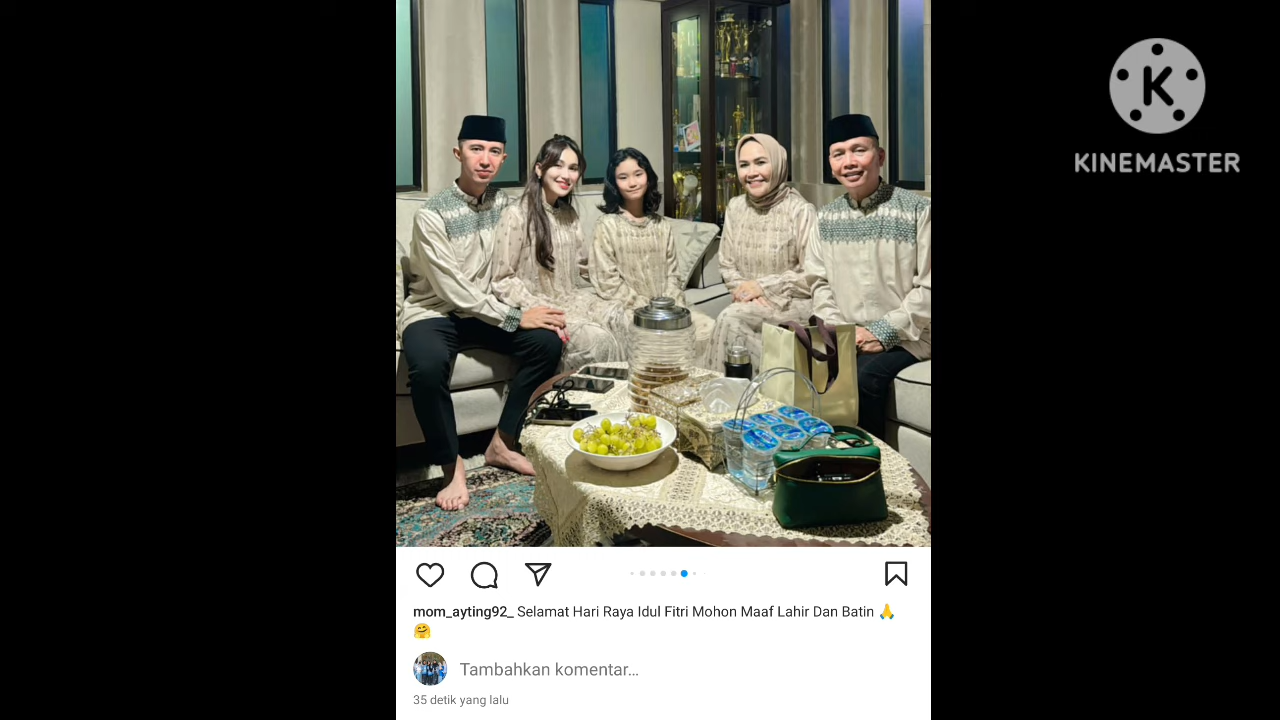 K
KINEMASTER
mom_ayting92_ Selamat Hari Raya Idul Fitri Mohon Maaf Lahir Dan Batin 🙏
🤗
Tambahkan komentar...
35 detik yang lalu